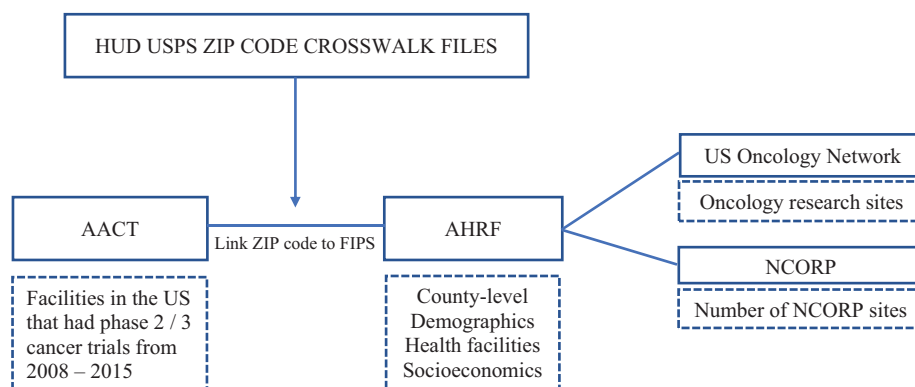 HUD USPS ZIP CODE CROSSWALK FILES
US Oncology Network
Oncology research sites
AACT
Link ZIP code to FIPS
AHRF
NCORP
Number of NCORP sites
Facilities in the US
that had phase 2 / 3
cancer trials from
2008 – 2015
County-level
Demographics
Health facilities
Socioeconomics